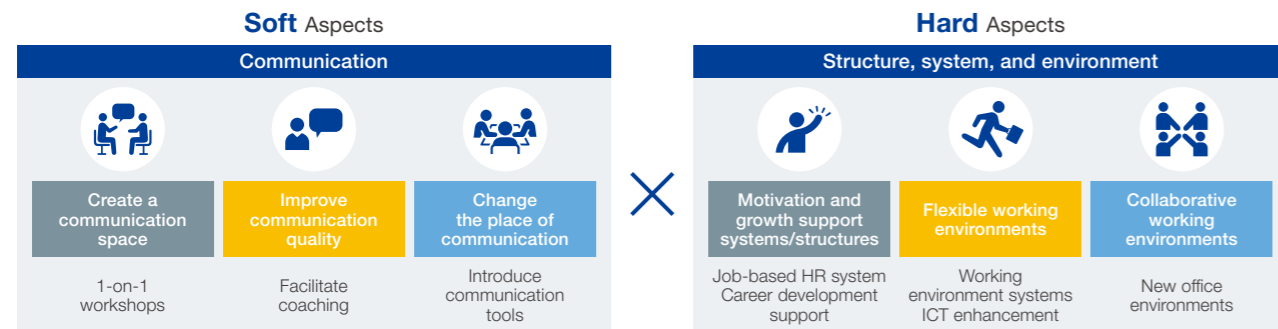 Soft Aspects
Communication
Create a
communication
space
1-on-1
workshops
Improve
communication
quality
Facilitate
coaching
Change
the place of
communication
Introduce
communication
tools
Hard Aspects
Structure, system, and environment
Motivation and
growth support
systems/structures
Job-based HR system
Career development
support
Flexible working
environments
Working
environment systems
ICT enhancement
Collaborative
working
environments
New office
environments